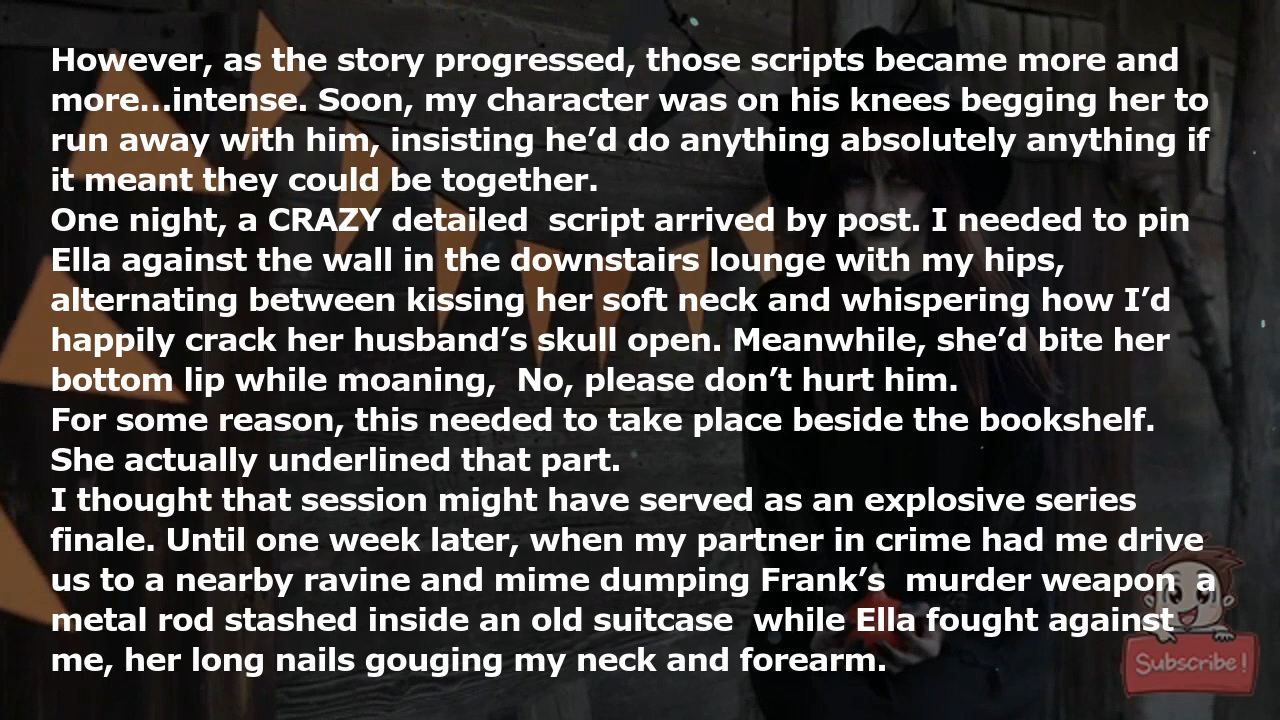 However, as the story progressed, those scripts became more and
more...intense. Soon, my character was on his knees begging her to
run away with him, insisting he’d do anything absolutely anything if
it meant they could be together.
One night, a CRAZY detailed  script arrived by post. I needed to pin
Ella against the wall in the downstairs lounge with my hips,
alternating between kissing her soft neck and whispering how I’d
happily crack her husband’s skull open. Meanwhile, she’d bite her
bottom lip while moaning,  No, please don’t hurt him.
For some reason, this needed to take place beside the bookshelf.
She actually underlined that part.
I thought that session might have served as an explosive series
finale. Until one week later, when my partner in crime had me drive
us to a nearby ravine and mime dumping Frank’s  murder weapon  a
metal rod stashed inside an old suitcase  while Ella fought against
me, her long nails gouging my neck and forearm.
Subscribe!